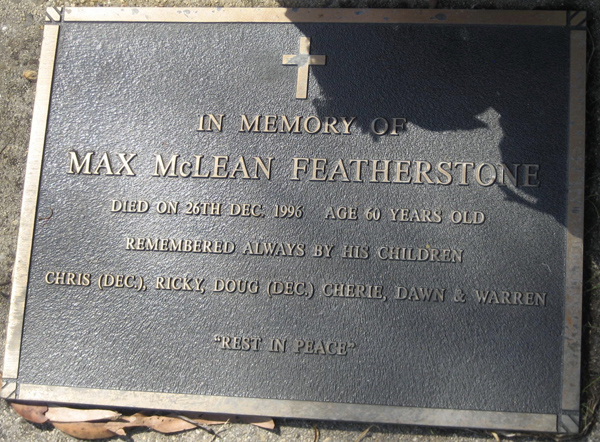 IN MEMORY OF
MAX McLEAN FEATHERSTONE
DIED ON 26TH DEC. 1996 AGE 60 YEARS OLD
REMEMBERED ALWAYS BY HIS CHILDREN
CHRIS (DEC.), RICKY, DOUG (DEC.) CHERIE, DAWN & WARREN
"REST IN PEACE"